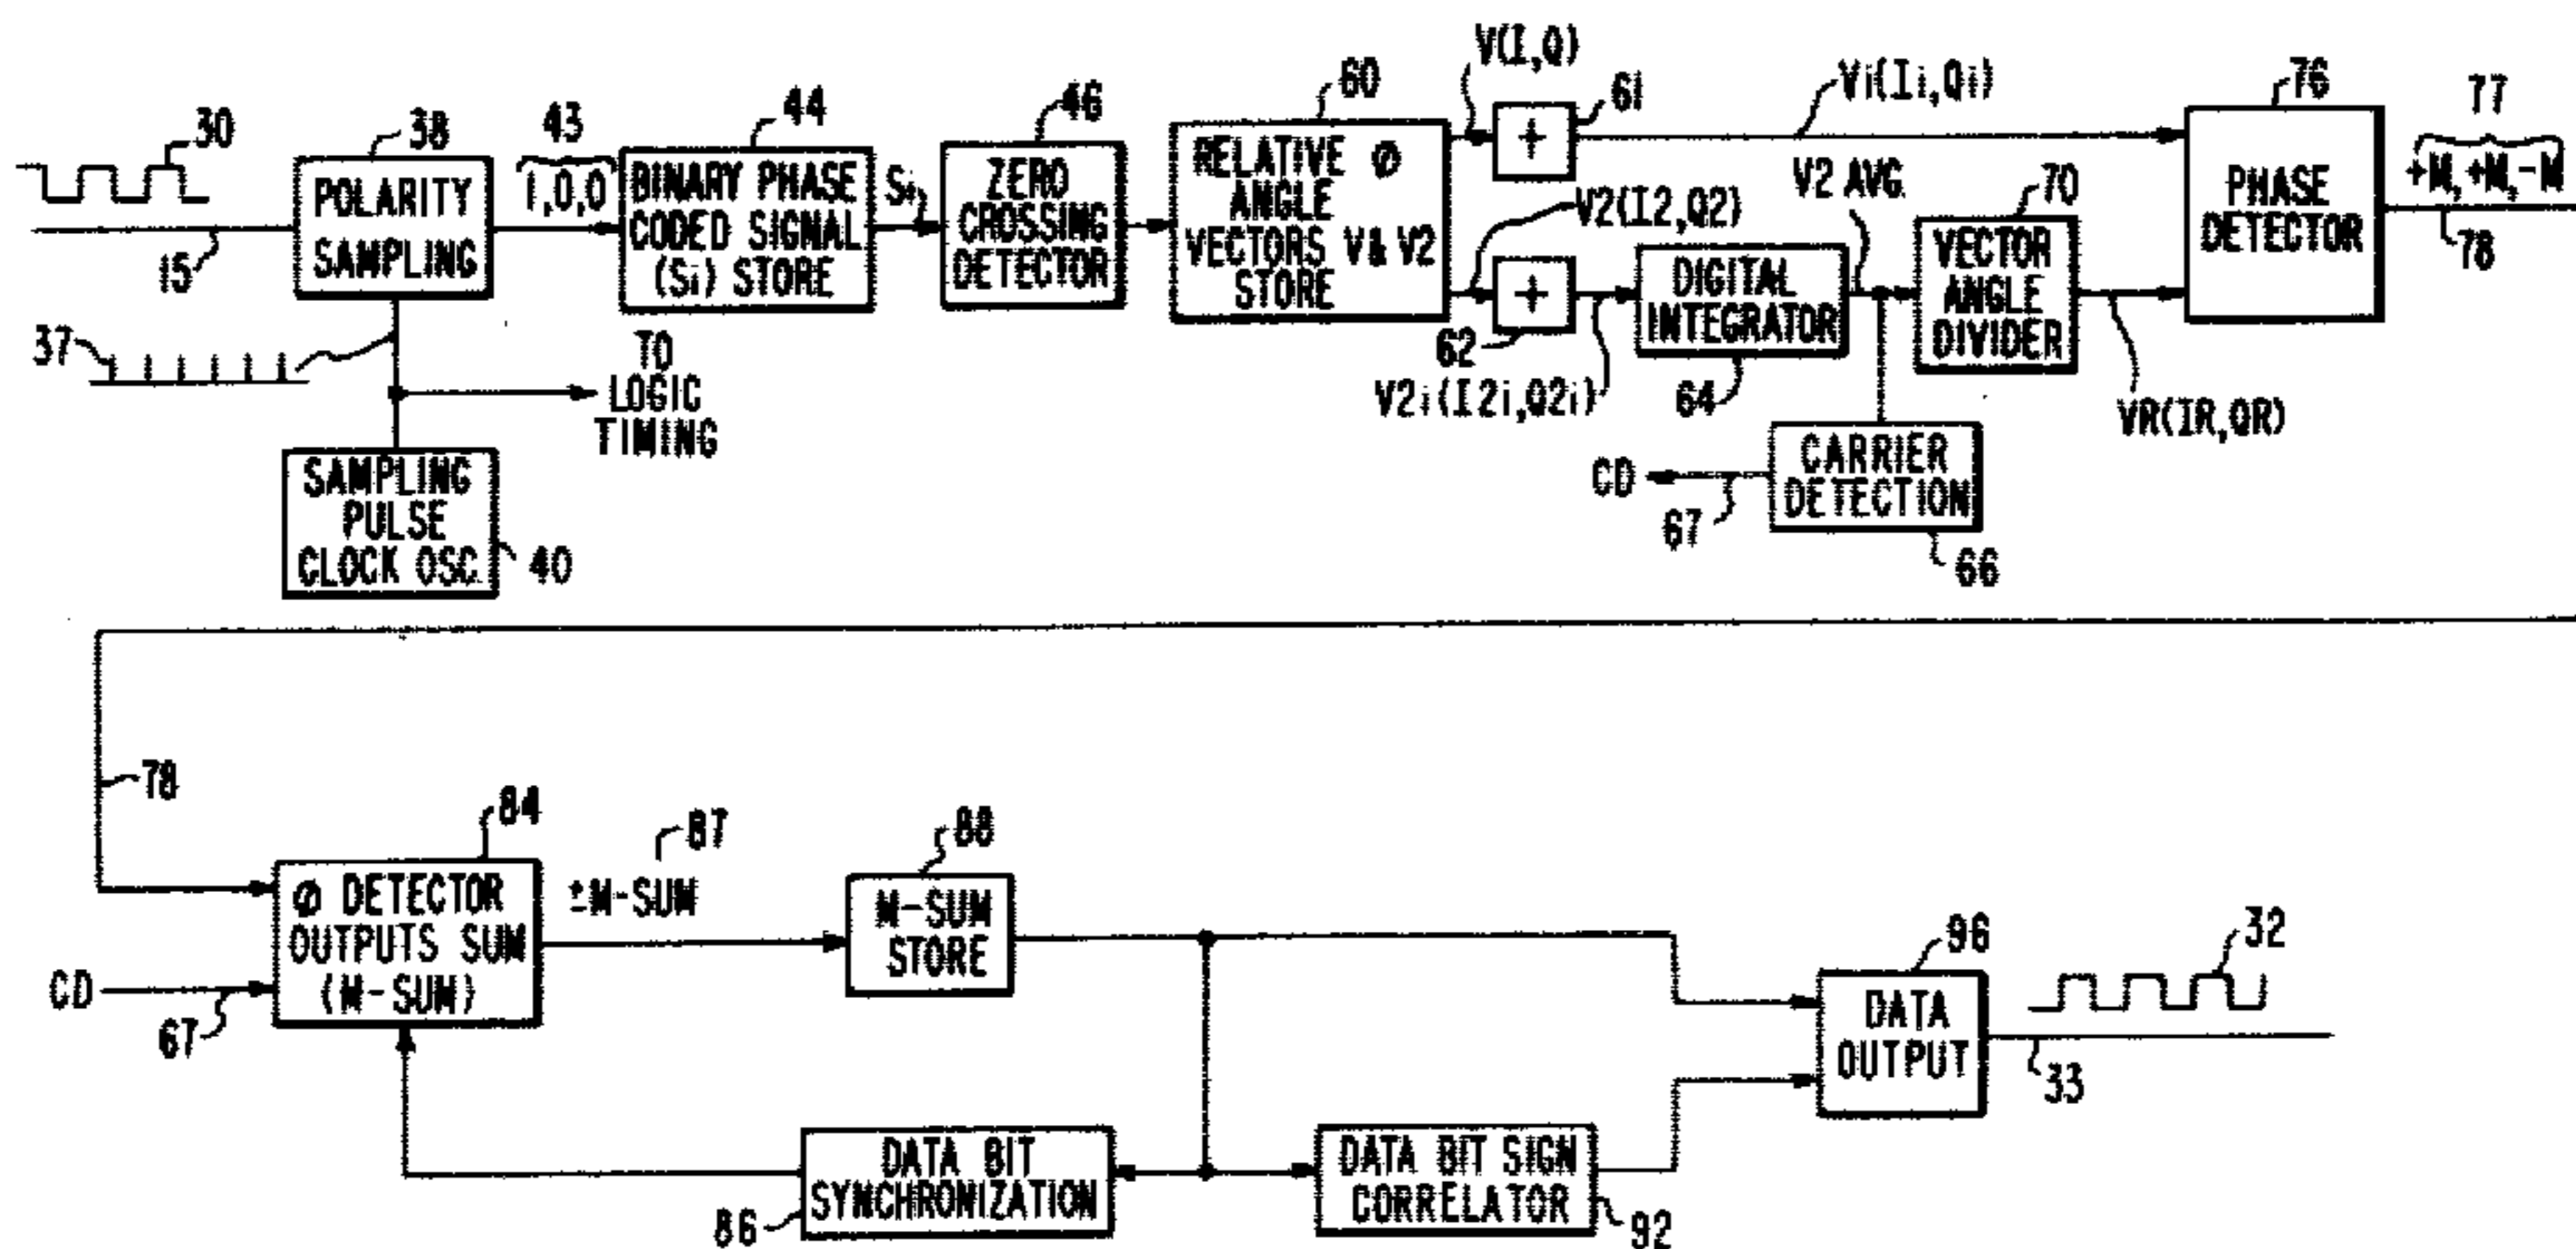 30
15
38
POLARITY
SAMPLING
37
TO
LOGIC
TIMING
SAMPLING
PULSE
CLOCK OSC
40
43
1,0,0
44
BINARY PHASE
CODED SIGNAL
(Si) STORE
Si
46
ZERO
CROSSING
DETECTOR
60
RELATIVE Ø
ANGLE
VECTORS V & V2
STORE
V(I,Q)
+
61
Vi(Ii,Qi)
V2(I2,Q2)
+
62
V2i(I2i,Q2i)
DIGITAL
INTEGRATOR
64
V2 AVG.
70
VECTOR
ANGLE
DIVIDER
VR(IR,QR)
CARRIER
DETECTION
66
CD
67
76
PHASE
DETECTOR
77
+M,+M,-M
78
78
84
Ø DETECTOR
OUTPUTS SUM
(M-SUM)
CD
67
87
±M-SUM
88
M-SUM
STORE
DATA BIT
SYNCHRONIZATION
86
DATA BIT SIGN
CORRELATOR
92
96
DATA
OUTPUT
32
33